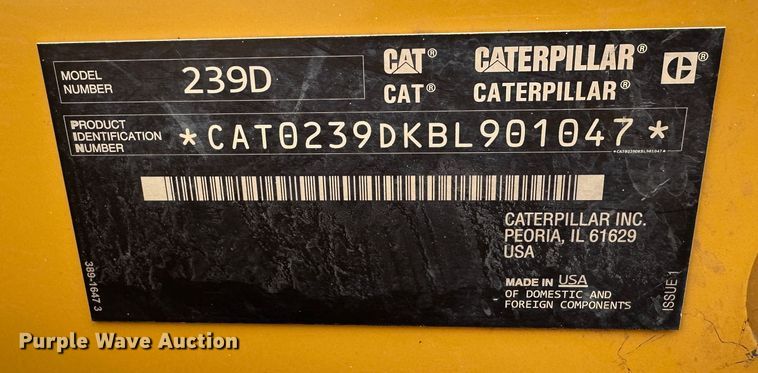 MODEL
NUMBER
239D
CAT® CATERPILLAR® C®
CAT® CATERPILLAR®
PRODUCT
IDENTIFICATION
NUMBER
*CAT0239DKBL901047*
*CAT0239DKBL901047*
CATERPILLAR INC.
PEORIA, IL 61629
USA
MADE IN USA
OF DOMESTIC AND
FOREIGN COMPONENTS
389-1647 3
ISSUE 1
Purple Wave Auction